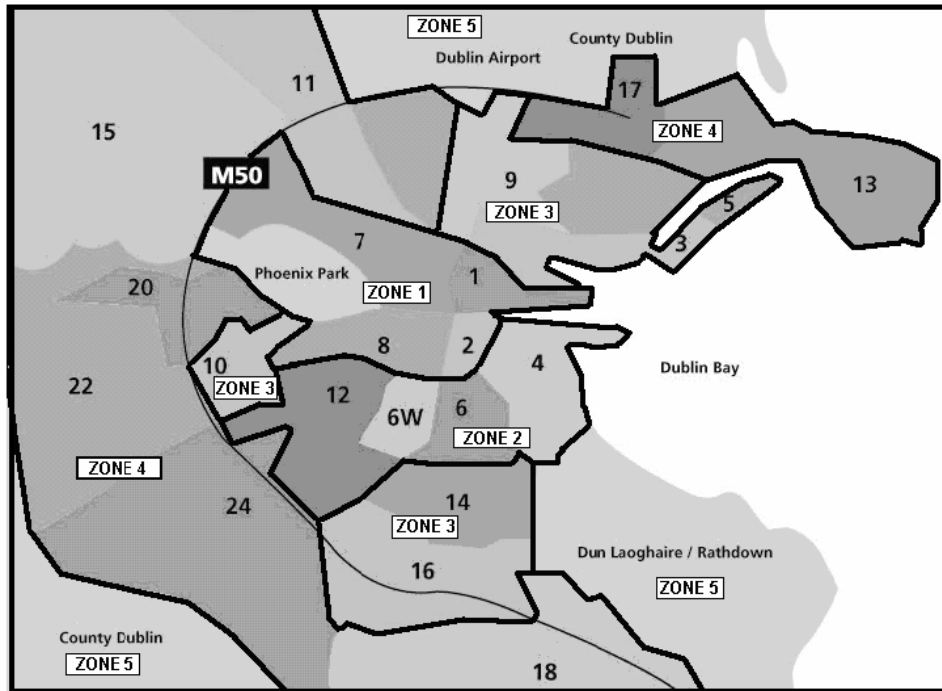 ZONE 5
County Dublin
Dublin Airport
11
17
15
ZONE 4
M50
9
13
5
ZONE 3
7
3
Phoenix Park
1
20
ZONE 1
8
2
10
4
Dublin Bay
22
ZONE 3
12
6W
6
ZONE 2
ZONE 4
24
14
ZONE 3
Dun Laoghaire / Rathdown
16
ZONE 5
County Dublin
ZONE 5
18